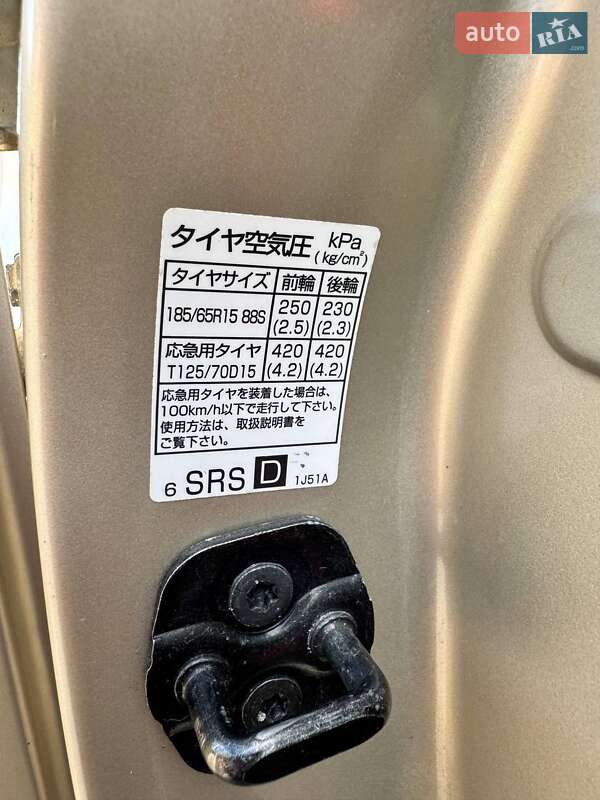 auto RIA
.com
タイヤ空気圧 kPa
(kg/cm²)
タイヤサイズ 前輪 後輪
185/65R15 88S 250 (2.5) 230 (2.3)
応急用タイヤ T125/70D15 420 (4.2) 420 (4.2)
応急用タイヤを装着した場合は、
100km/h以下で走行して下さい。
使用方法は、取扱説明書を
ご覧下さい。
6 SRS D 1J51A